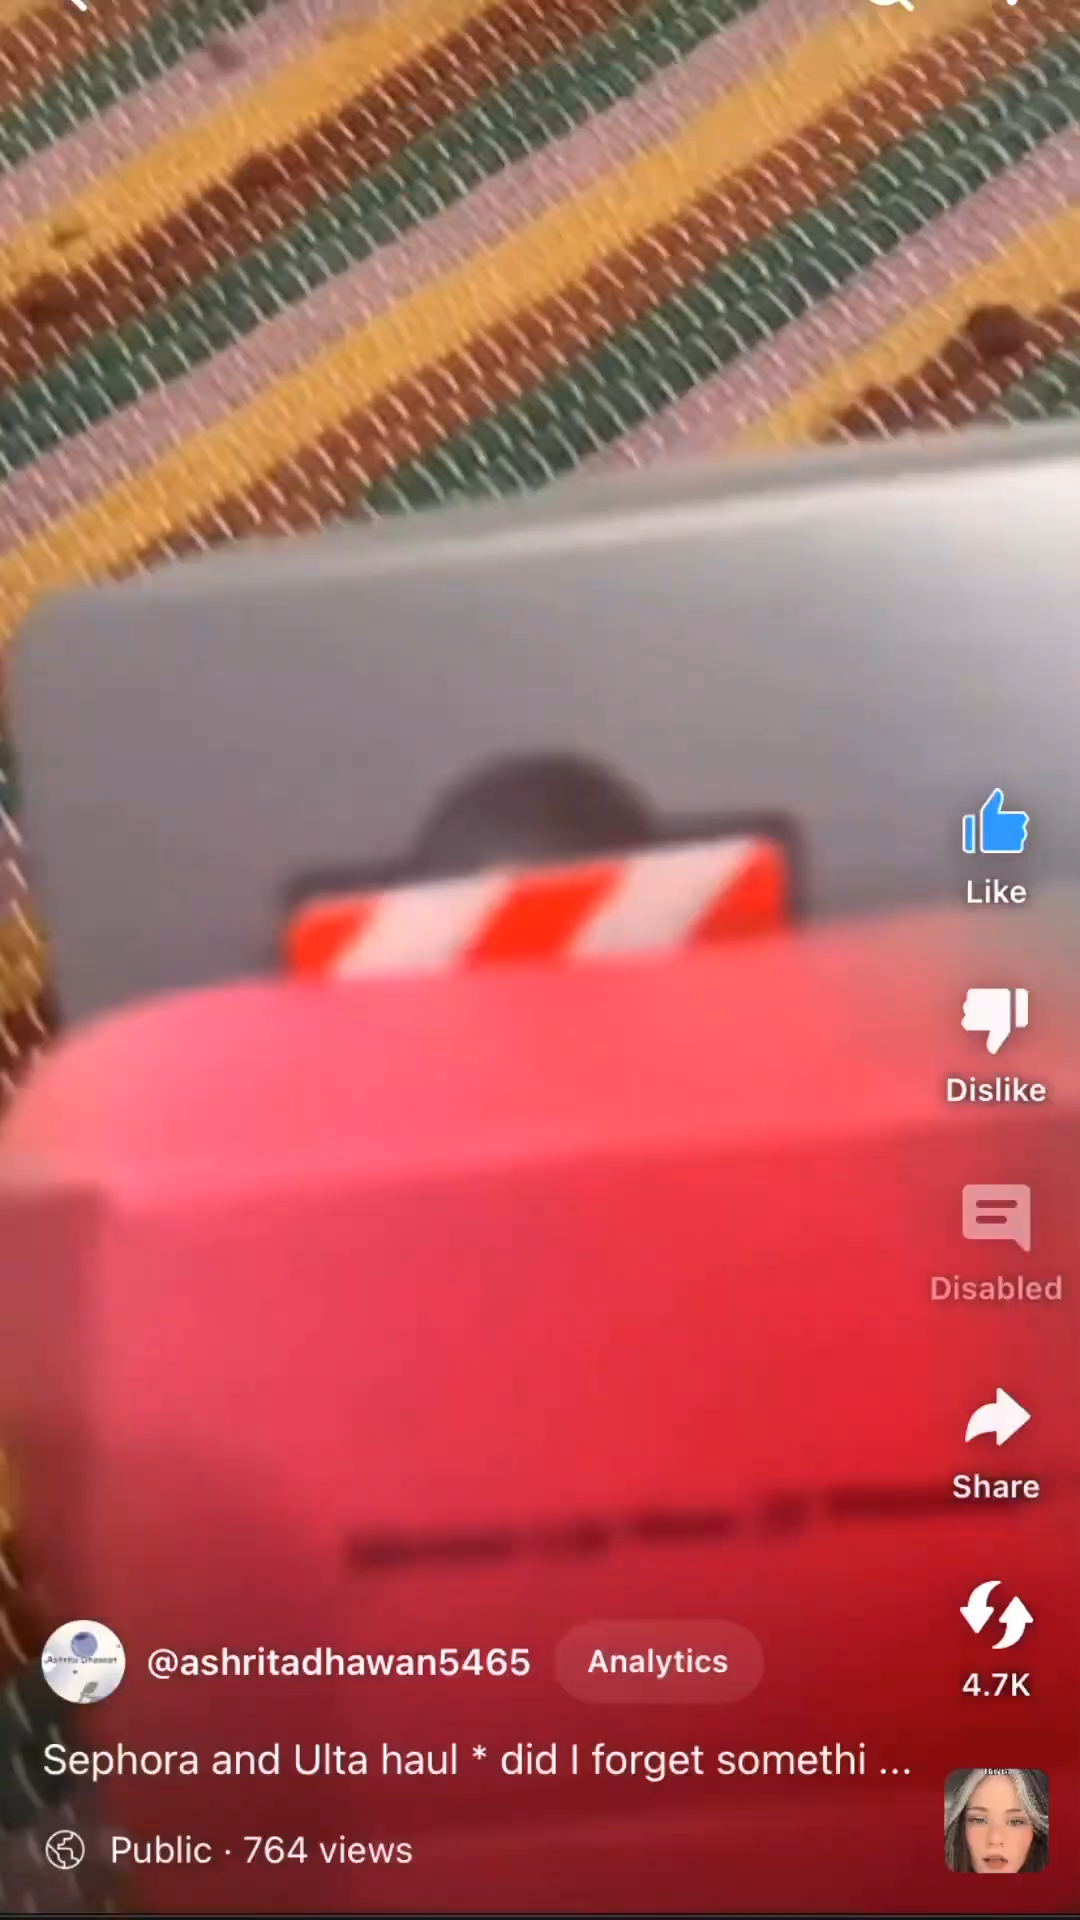 Like
Dislike
Disabled
Share
4.7K
@ashritadhawan5465
Analytics
Sephora and Ulta haul * did I forget somethi ...
Public · 764 views